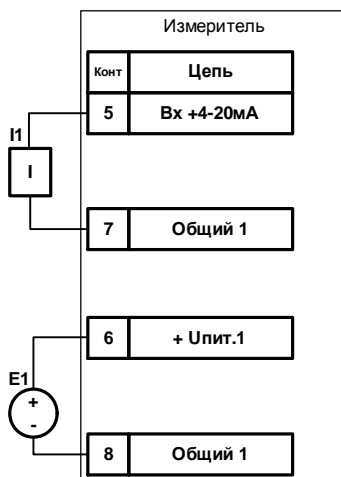 Измеритель
Конт Цепь
5 Вх +4-20мА
I1
I
7 Общий 1
6 + Uпит.1
E1
+
-
8 Общий 1